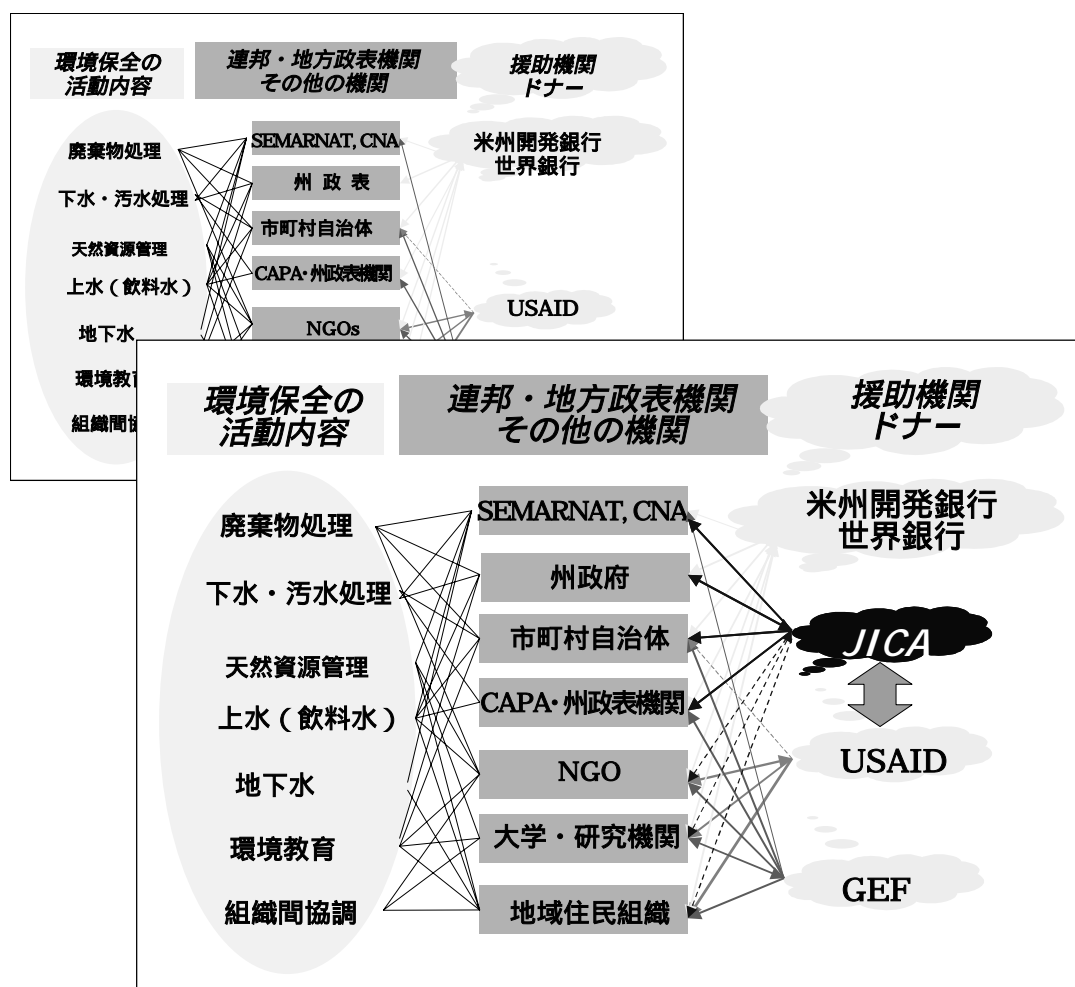 環境保全の
活動内容
連邦・地方政表機関
その他の機関
援助機関
ドナー
廃棄物処理
下水・汚水処理
天然資源管理
上水（飲料水）
地下水
環境教育
組織間協
SEMARNAT, CNA
州 政 表
市町村自治体
CAPA・州政表機関
NGOs
米州開発銀行
世界銀行
USAID
環境保全の
活動内容
連邦・地方政表機関
その他の機関
援助機関
ドナー
廃棄物処理
下水・汚水処理
天然資源管理
上水（飲料水）
地下水
環境教育
組織間協調
SEMARNAT, CNA
州政府
市町村自治体
CAPA・州政表機関
NGO
大学・研究機関
地域住民組織
米州開発銀行
世界銀行
JICA
USAID
GEF